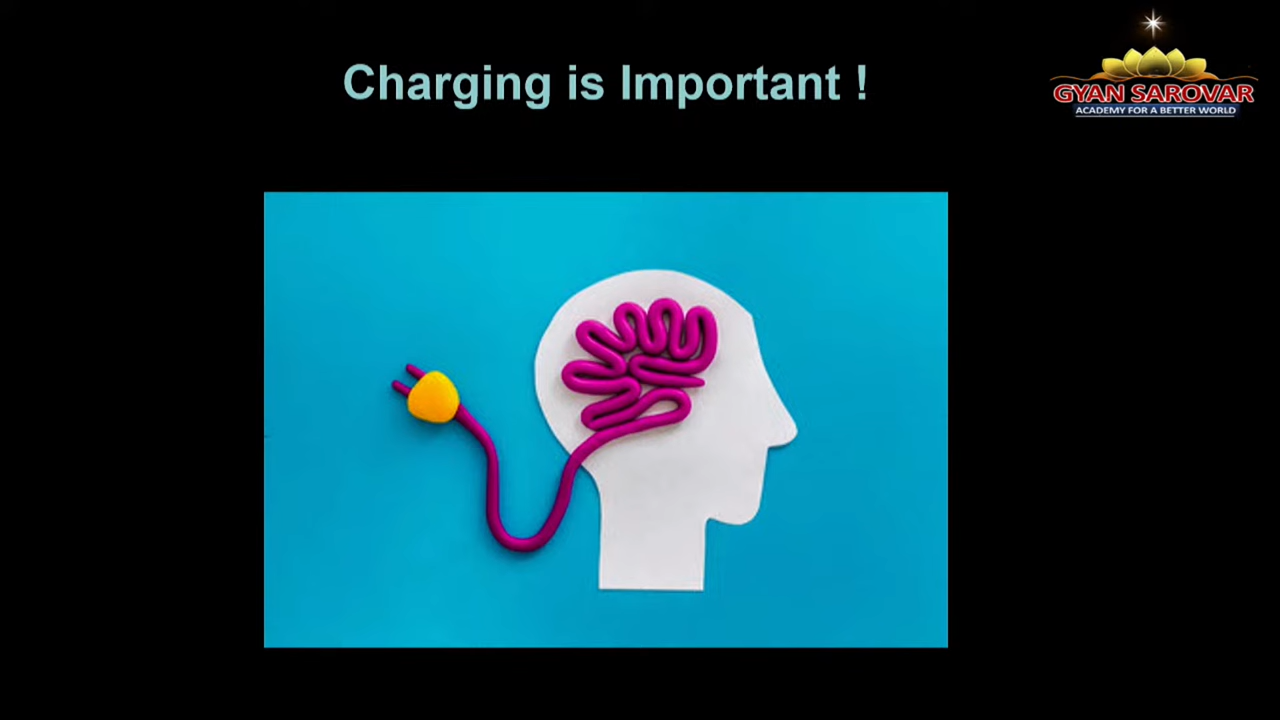 Charging is Important !
GYAN SAROVAR
ACADEMY FOR A BETTER WORLD